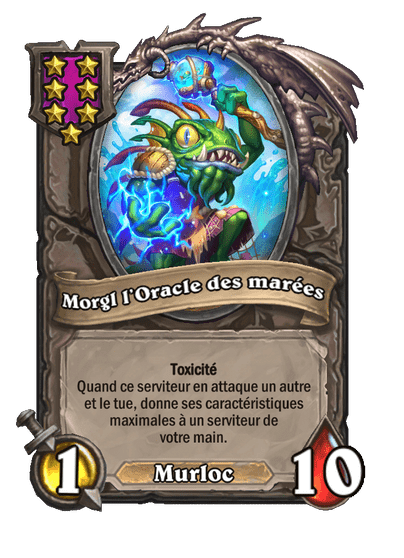 Morgl l'Oracle des marées
Toxicité
Quand ce serviteur en attaque un autre
et le tue, donne ses caractéristiques
maximales à un serviteur de
votre main.
1
Murloc
10